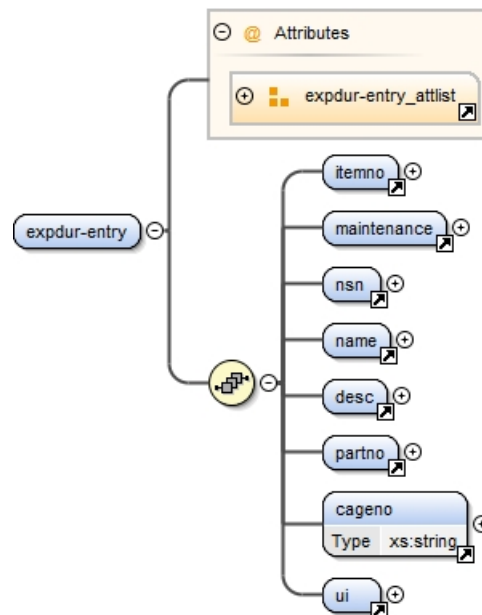 @ Attributes
expdur-entry_attlist
expdur-entry
itemno
maintenance
nsn
name
desc
partno
cageno
Type xs:string
ui